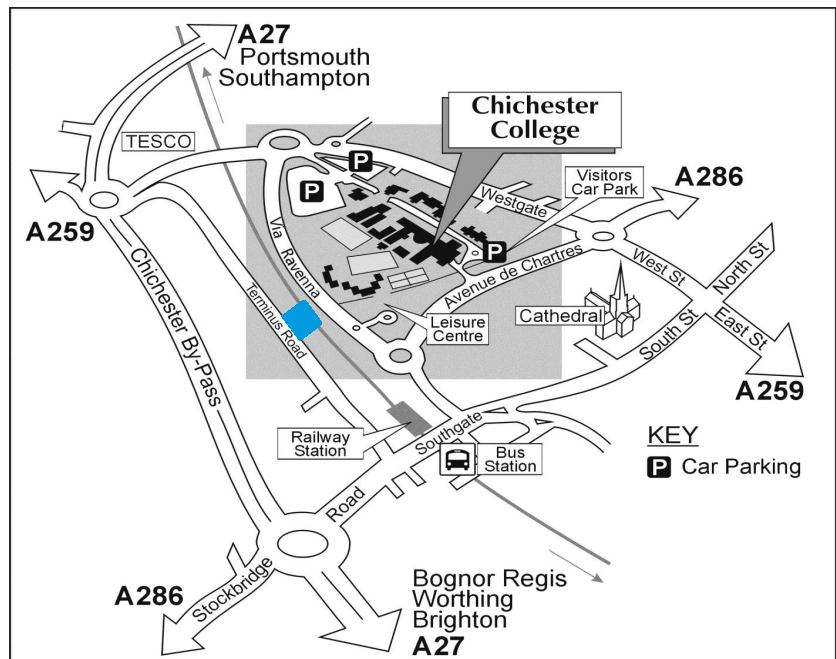 A27
Portsmouth
Southampton
Chichester
College
TESCO
P
P
Visitors
Car Park
A286
Westgate
A259
Via Ravenna
P
Avenue de Chartres
West St
North St
Chichester By-Pass
Terminus Road
Leisure
Centre
Cathedral
South St
East St
A259
Railway
Station
Southgate
Bus
Station
KEY
P Car Parking
Road
Stockbridge
A286
Bognor Regis
Worthing
Brighton
A27